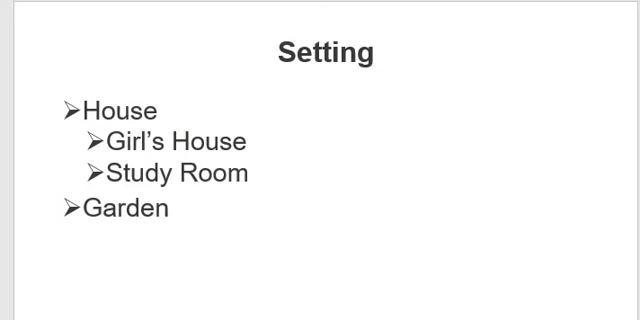 Setting
➢House
➢Girl’s House
➢Study Room
➢Garden